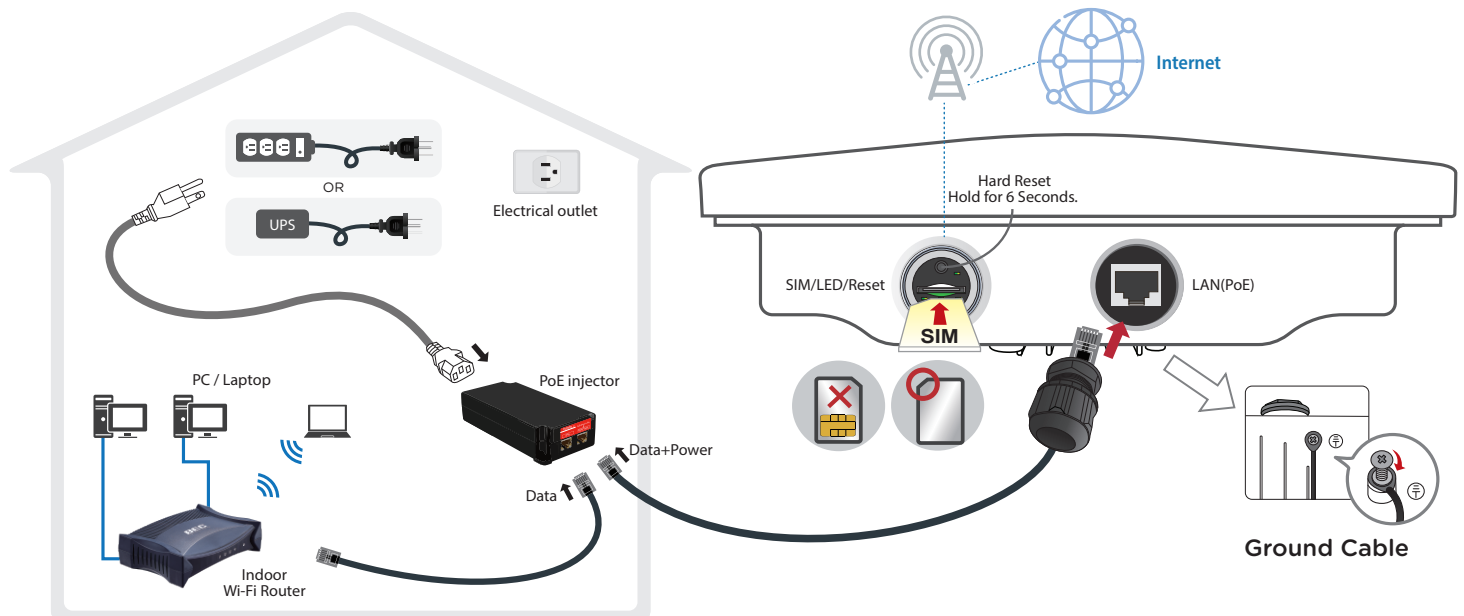 Internet
Hard Reset
Hold for 6 Seconds.
OR
UPS
Electrical outlet
SIM/LED/Reset
LAN(PoE)
SIM
PC / Laptop
PoE injector
Data+Power
Data
BEC
Indoor
Wi-Fi Router
Ground Cable